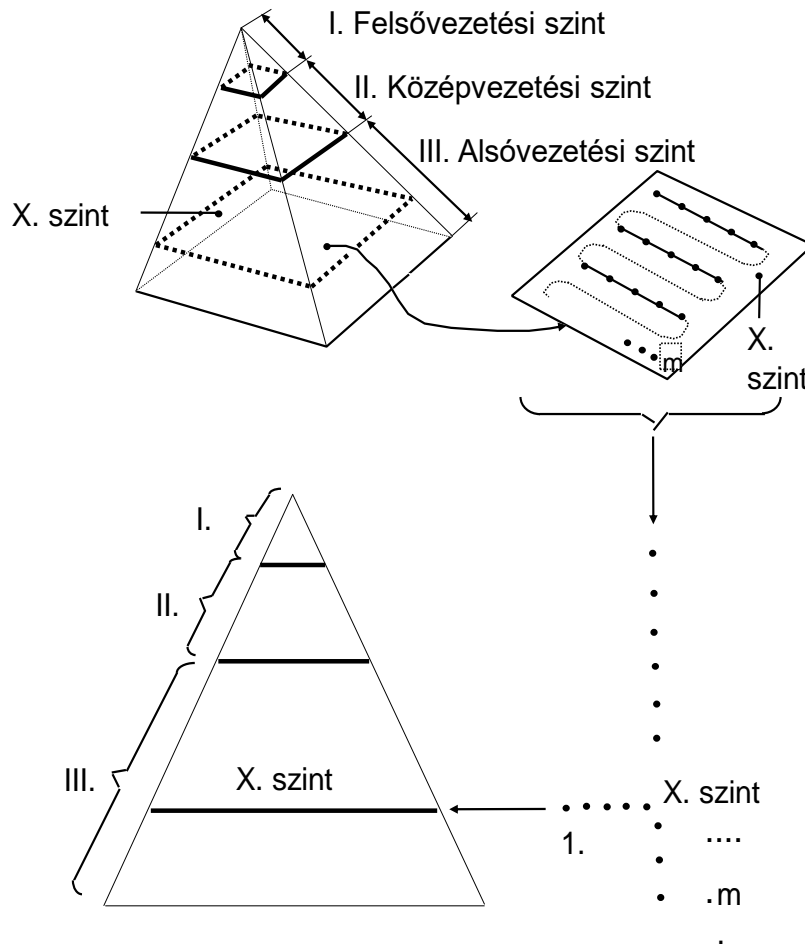 I. Felsővezetési szint
II. Középvezetési szint
III. Alsóvezetési szint
X. szint
X.
szint
m
I.
II.
III.
X. szint
X. szint
1.
....
.m
.